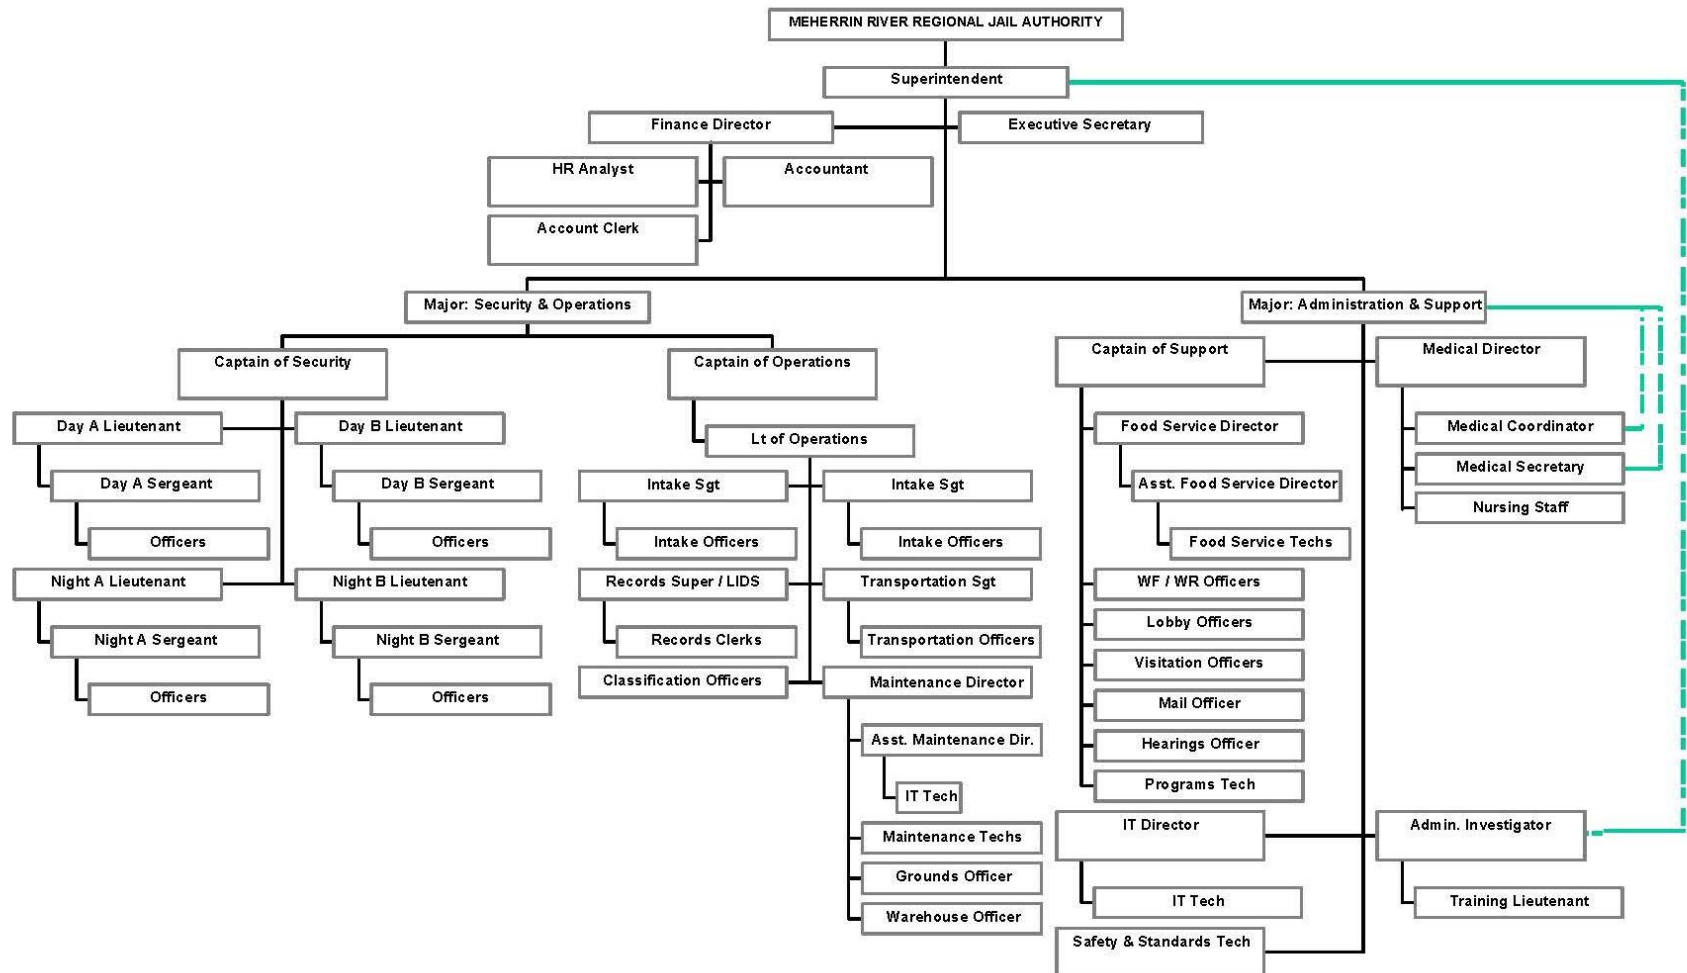 MEHERRIN RIVER REGIONAL JAIL AUTHORITY
Superintendent
Finance Director
Executive Secretary
HR Analyst
Accountant
Account Clerk
Major: Security & Operations
Major: Administration & Support
Captain of Security
Captain of Operations
Captain of Support
Medical Director
Day A Lieutenant
Day B Lieutenant
Day A Sergeant
Day B Sergeant
Officers
Officers
Night A Lieutenant
Night B Lieutenant
Night A Sergeant
Night B Sergeant
Officers
Officers
Lt of Operations
Intake Sgt
Intake Sgt
Intake Officers
Intake Officers
Records Super / LIDS
Transportation Sgt
Records Clerks
Transportation Officers
Classification Officers
Maintenance Director
Asst. Maintenance Dir.
IT Tech
Maintenance Techs
Grounds Officer
Warehouse Officer
Food Service Director
Asst. Food Service Director
Food Service Techs
WF / WR Officers
Lobby Officers
Visitation Officers
Mail Officer
Hearings Officer
Programs Tech
Medical Coordinator
Medical Secretary
Nursing Staff
IT Director
Admin. Investigator
IT Tech
Training Lieutenant
Safety & Standards Tech